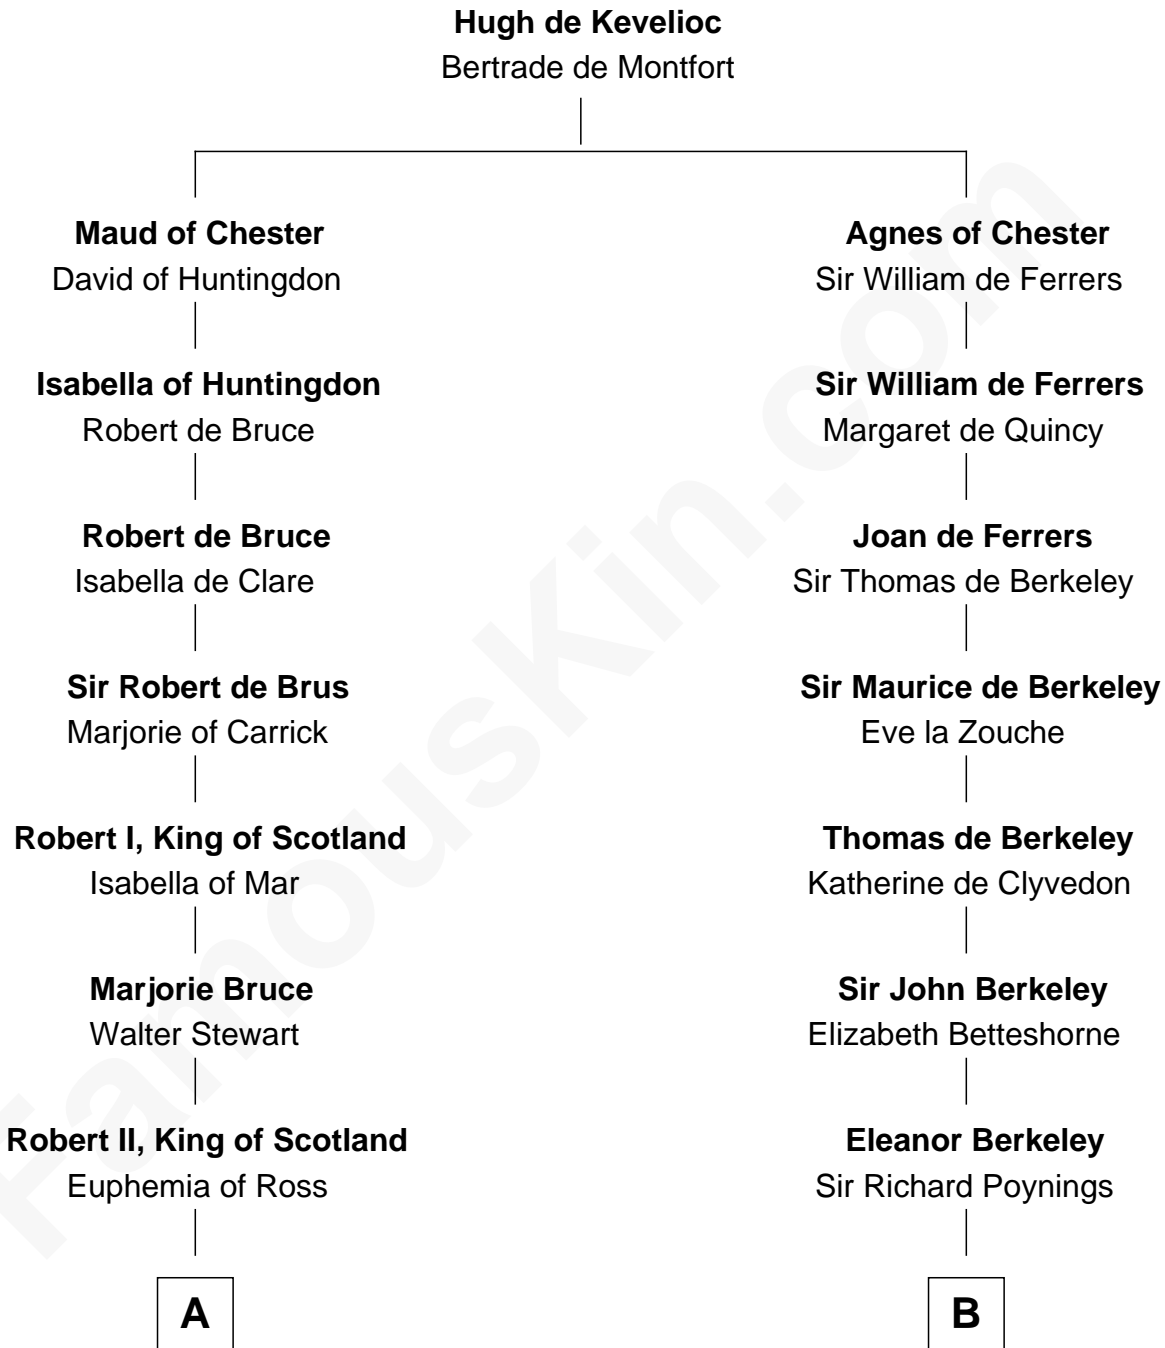 Hugh de Kevelioc
Bertrade de Montfort
Maud of Chester
David of Huntingdon
Agnes of Chester
Sir William de Ferrers
Isabella of Huntingdon
Robert de Bruce
Sir William de Ferrers
Margaret de Quincy
Robert de Bruce
Isabella de Clare
Joan de Ferrers
Sir Thomas de Berkeley
Sir Robert de Brus
Marjorie of Carrick
Sir Maurice de Berkeley
Eve la Zouche
Robert I, King of Scotland
Isabella of Mar
Thomas de Berkeley
Katherine de Clyvedon
Marjorie Bruce
Walter Stewart
Sir John Berkeley
Elizabeth Betteshorne
Robert II, King of Scotland
Euphemia of Ross
Eleanor Berkeley
Sir Richard Poynings
A
B
FamousKin.com